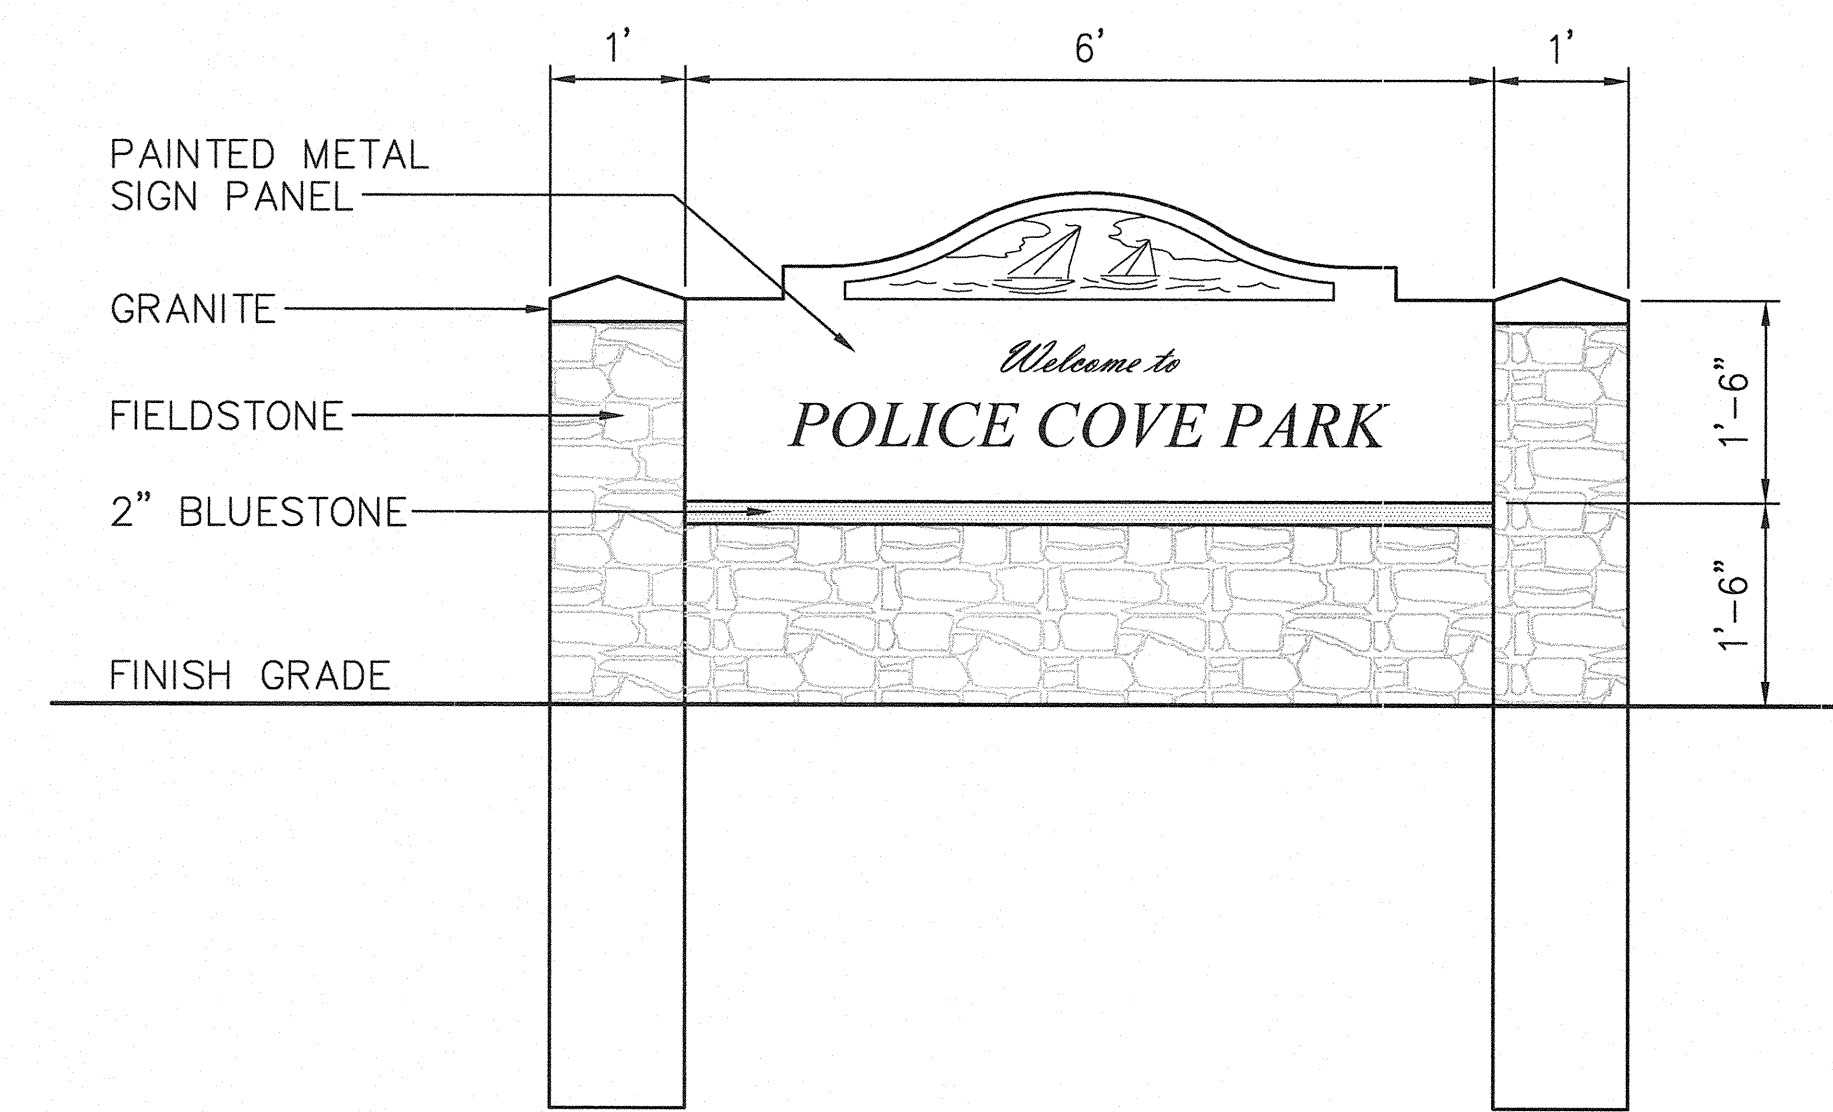 1' 6' 1'
PAINTED METAL
SIGN PANEL
GRANITE
FIELDSTONE
2" BLUESTONE
FINISH GRADE
Welcome to
POLICE COVE PARK
1'-6"
1'-6"